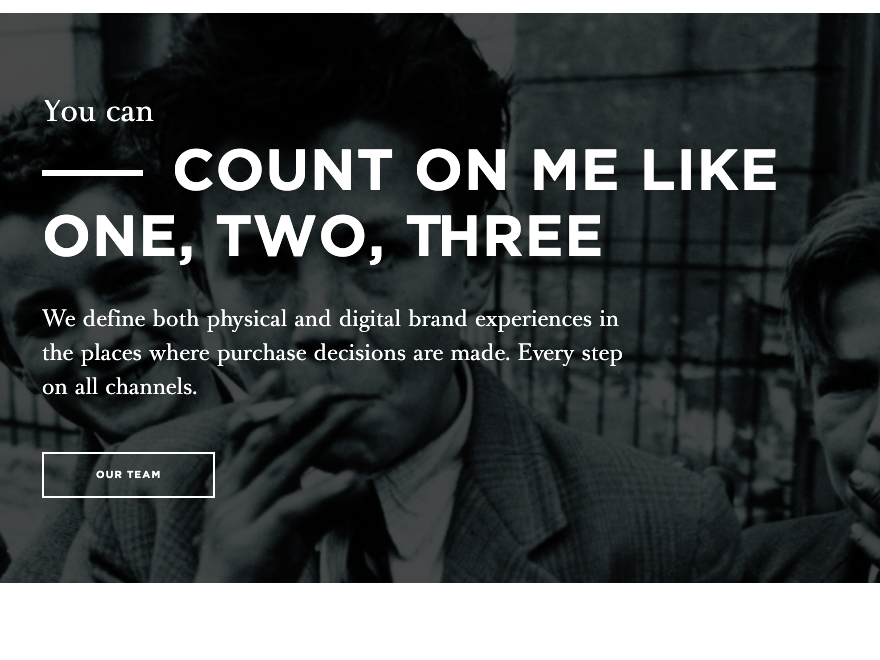 You can
COUNT ON ME LIKE
ONE, TWO, THREE
We define both physical and digital brand experiences in
the places where purchase decisions are made. Every step
on all channels.
OUR TEAM